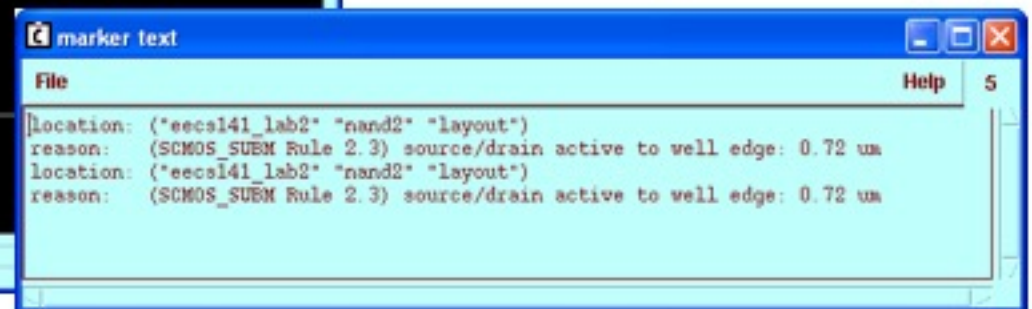 marker text
File Help 5
location: ("eecs141_lab2" "nand2" "layout")
reason: (SCMOS_SUBM Rule 2.3) source/drain active to well edge: 0.72 um
location: ("eecs141_lab2" "nand2" "layout")
reason: (SCMOS_SUBM Rule 2.3) source/drain active to well edge: 0.72 um